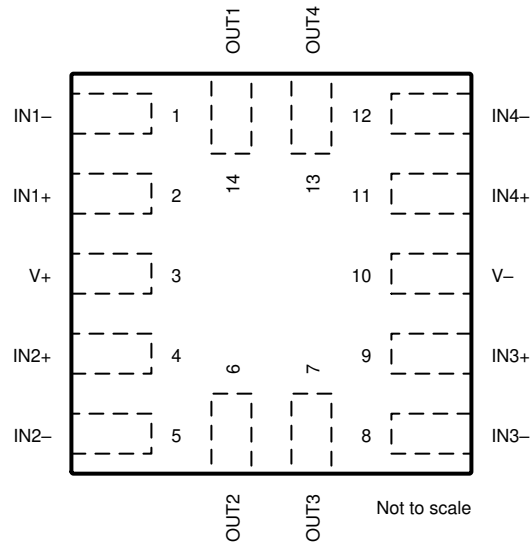 OUT1 OUT4
IN1– 1 12 IN4–
14 13
IN1+ 2 11 IN4+
V+ 3 10 V–
IN2+ 4 6 7 9 IN3+
IN2– 5 8 IN3–
OUT2 OUT3
Not to scale